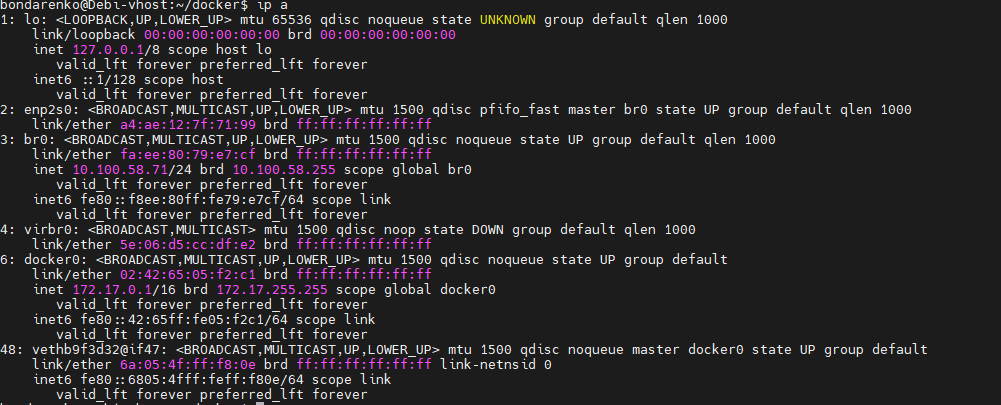 bondarenko@Debi-vhost:~/docker$ ip a
1: lo: <LOOPBACK,UP,LOWER_UP> mtu 65536 qdisc noqueue state UNKNOWN group default qlen 1000
    link/loopback 00:00:00:00:00:00 brd 00:00:00:00:00:00
    inet 127.0.0.1/8 scope host lo
       valid_lft forever preferred_lft forever
    inet6 ::1/128 scope host
       valid_lft forever preferred_lft forever
2: enp2s0: <BROADCAST,MULTICAST,UP,LOWER_UP> mtu 1500 qdisc pfifo_fast master br0 state UP group default qlen 1000
    link/ether a4:ae:12:7f:71:99 brd ff:ff:ff:ff:ff:ff
3: br0: <BROADCAST,MULTICAST,UP,LOWER_UP> mtu 1500 qdisc noqueue state UP group default qlen 1000
    link/ether fa:ee:80:79:e7:cf brd ff:ff:ff:ff:ff:ff
    inet 10.100.58.71/24 brd 10.100.58.255 scope global br0
       valid_lft forever preferred_lft forever
    inet6 fe80::f8ee:80ff:fe79:e7cf/64 scope link
       valid_lft forever preferred_lft forever
4: virbr0: <BROADCAST,MULTICAST> mtu 1500 qdisc noop state DOWN group default qlen 1000
    link/ether 5e:06:d5:cc:df:e2 brd ff:ff:ff:ff:ff:ff
6: docker0: <BROADCAST,MULTICAST,UP,LOWER_UP> mtu 1500 qdisc noqueue state UP group default
    link/ether 02:42:65:05:f2:c1 brd ff:ff:ff:ff:ff:ff
    inet 172.17.0.1/16 brd 172.17.255.255 scope global docker0
       valid_lft forever preferred_lft forever
    inet6 fe80::42:65ff:fe05:f2c1/64 scope link
       valid_lft forever preferred_lft forever
48: vethb9f3d32@if47: <BROADCAST,MULTICAST,UP,LOWER_UP> mtu 1500 qdisc noqueue master docker0 state UP group default
    link/ether 6a:05:4f:ff:f8:0e brd ff:ff:ff:ff:ff:ff link-netnsid 0
    inet6 fe80::6805:4fff:feff:f80e/64 scope link
       valid_lft forever preferred_lft forever